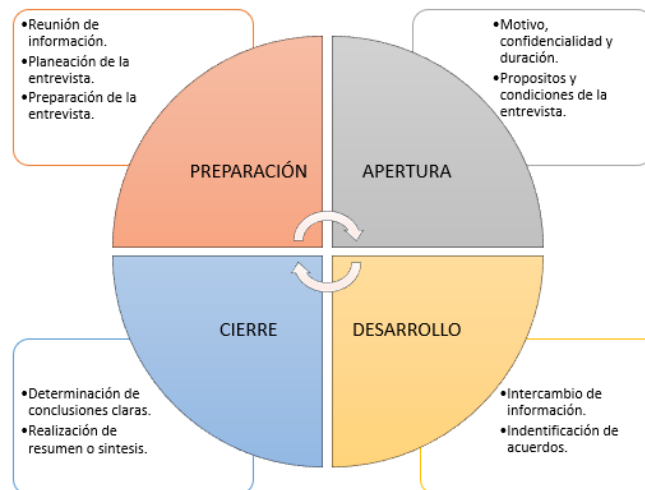 •Reunión de
información.
•Planeación de la
entrevista.
•Preparación de la
entrevista.
PREPARACIÓN
•Motivo,
confidencialidad y
duración.
•Propositos y
condiciones de la
entrevista.
APERTURA
CIERRE
•Determinación de
conclusiones claras.
•Realización de
resumen o sintesis.
DESARROLLO
•Intercambio de
información.
•Indentificación de
acuerdos.